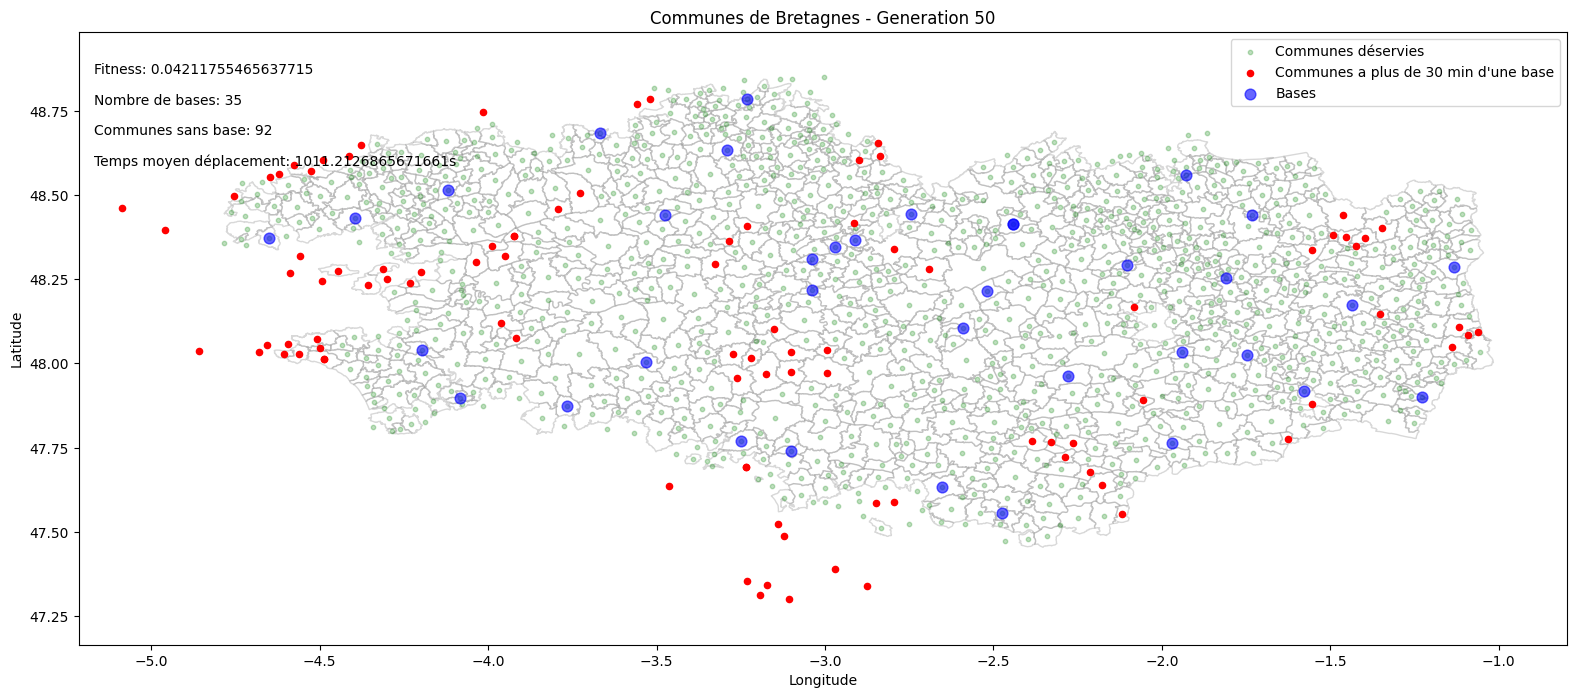 Communes de Bretagnes - Generation 50
Fitness: 0.04211755465637715
Nombre de bases: 35
Communes sans base: 92
Temps moyen déplacement: 1011.2126865671661s
Communes déservies
Communes a plus de 30 min d'une base
Bases
Latitude
48.75
48.50
48.25
48.00
47.75
47.50
47.25
−5.0
−4.5
−4.0
−3.5
−3.0
−2.5
−2.0
−1.5
−1.0
Longitude